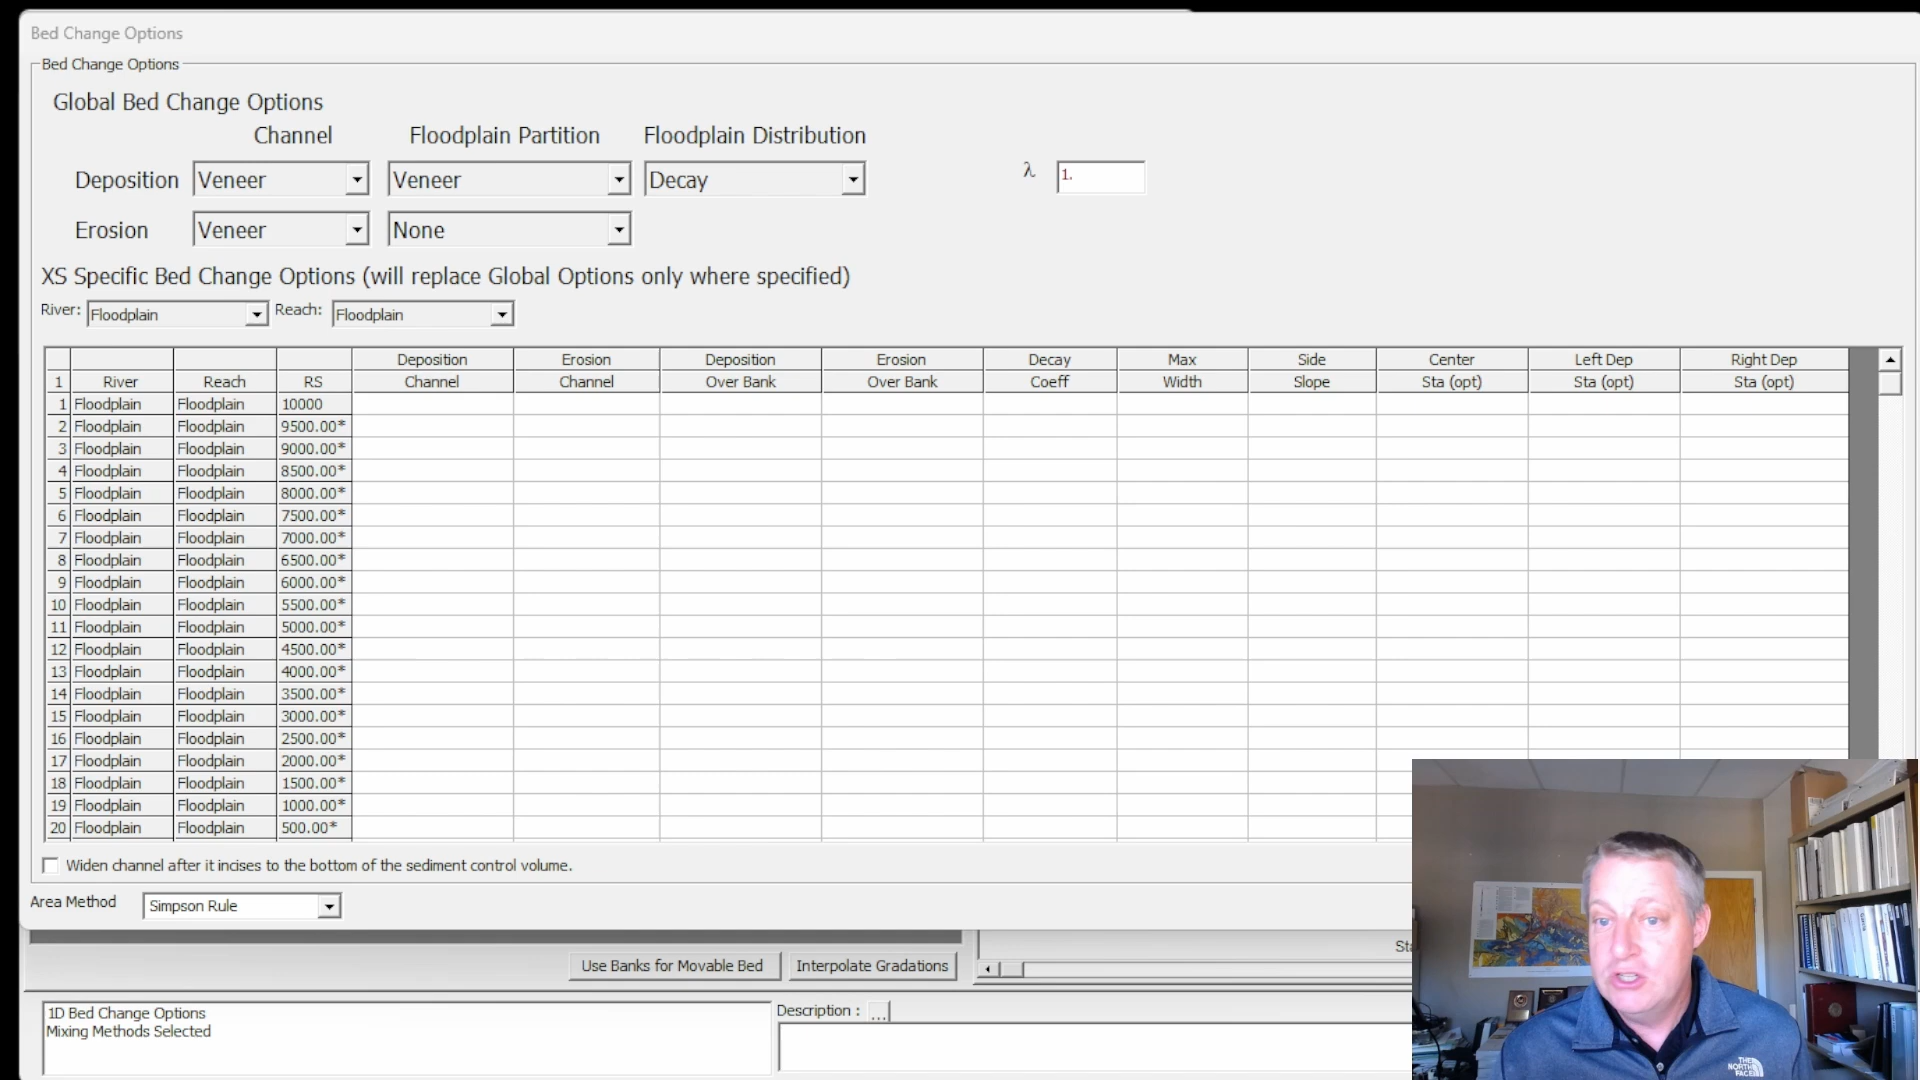 Bed Change Options
Bed Change Options
Global Bed Change Options
Channel Floodplain Partition Floodplain Distribution
Deposition Veneer Veneer Decay λ 1.
Erosion Veneer None
XS Specific Bed Change Options (will replace Global Options only where specified)
River: Floodplain Reach: Floodplain
Deposition Erosion Deposition Erosion Decay Max Side Center Left Dep Right Dep
1 River Reach RS Channel Channel Over Bank Over Bank Coeff Width Slope Sta (opt) Sta (opt) Sta (opt)
1 Floodplain Floodplain 10000
2 Floodplain Floodplain 9500.00*
3 Floodplain Floodplain 9000.00*
4 Floodplain Floodplain 8500.00*
5 Floodplain Floodplain 8000.00*
6 Floodplain Floodplain 7500.00*
7 Floodplain Floodplain 7000.00*
8 Floodplain Floodplain 6500.00*
9 Floodplain Floodplain 6000.00*
10 Floodplain Floodplain 5500.00*
11 Floodplain Floodplain 5000.00*
12 Floodplain Floodplain 4500.00*
13 Floodplain Floodplain 4000.00*
14 Floodplain Floodplain 3500.00*
15 Floodplain Floodplain 3000.00*
16 Floodplain Floodplain 2500.00*
17 Floodplain Floodplain 2000.00*
18 Floodplain Floodplain 1500.00*
19 Floodplain Floodplain 1000.00*
20 Floodplain Floodplain 500.00*
Widen channel after it incises to the bottom of the sediment control volume.
Area Method Simpson Rule
Use Banks for Movable Bed Interpolate Gradations
1D Bed Change Options
Mixing Methods Selected
Description : ...
THE NORTH FACE